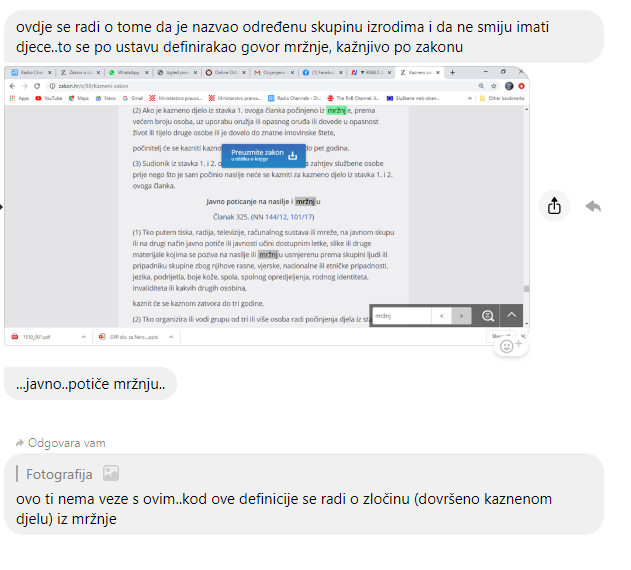 ovdje se radi o tome da je nazvao određenu skupinu izrodima i da ne smiju imati
djece..to se po ustavu definirakao govor mržnje, kažnjivo po zakonu
Radio Chan
Zakon o
WhatsApp
Kazneni
zakon.hr/z/98/Kazneni-zakon
Apps YouTube Maps News Gmail Ministarstvo pravos... Ministarstvo pravos... Radio Channels - Di... The RnB Channel, & Službene web-stran... » Other bookmarks
(2) Ako je kazneno djelo iz stavka 1. ovoga članka počinjeno iz mržnje, prema
većem broju osoba, uz uporabu oružja ili opasnog oruđa ili dovede u opasnost
život ili tijelo druge osobe ili je dovelo do znatne imovinske štete,
počinitelj će se kazniti kazno do pet godina.
Preuzmite zakon
u obliku e-knjige
(3) Sudionik iz stavka 1. i 2. o a zahtjev službene osobe
prije nego što je sam počinio nasilje neće se kazniti za kazneno djelo iz stavka 1. i 2.
ovoga članka.
Javno poticanje na nasilje i mržnju
Članak 325. (NN 144/12, 101/17)
(1) Tko putem tiska, radija, televizije, računalnog sustava ili mreže, na javnom skupu
ili na drugi način javno potiče ili javnosti učini dostupnim letke, slike ili druge
materijale kojima se poziva na nasilje ili mržnju usmjerenu prema skupini ljudi ili
pripadniku skupine zbog njihove rasne, vjerske, nacionalne ili etničke pripadnosti,
jezika, podrijetla, boje kože, spola, spolnog opredjeljenja, rodnog identiteta,
invaliditeta ili kakvih drugih osobina,
kaznit će se kaznom zatvora do tri godine.
mržnj
(2) Tko organizira ili vodi grupu od tri ili više osoba radi počinjenja djela iz sta
1510_001.pdf
GPP dio. za Naro....pptx
...javno..potiče mržnju..
Odgovara vam
Fotografija
ovo ti nema veze s ovim..kod ove definicije se radi o zločinu (dovršeno kaznenom
djelu) iz mržnje